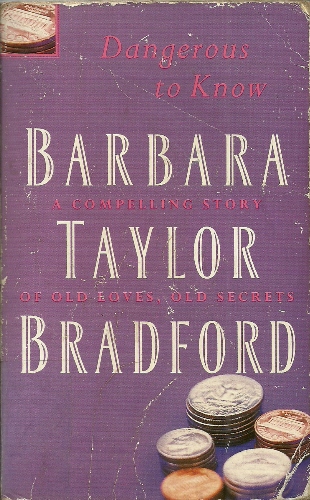 Dangerous
to Know
BARBARA
A COMPELLING STORY
TAYLOR
OF OLD LOVES, OLD SECRETS
BRADFORD